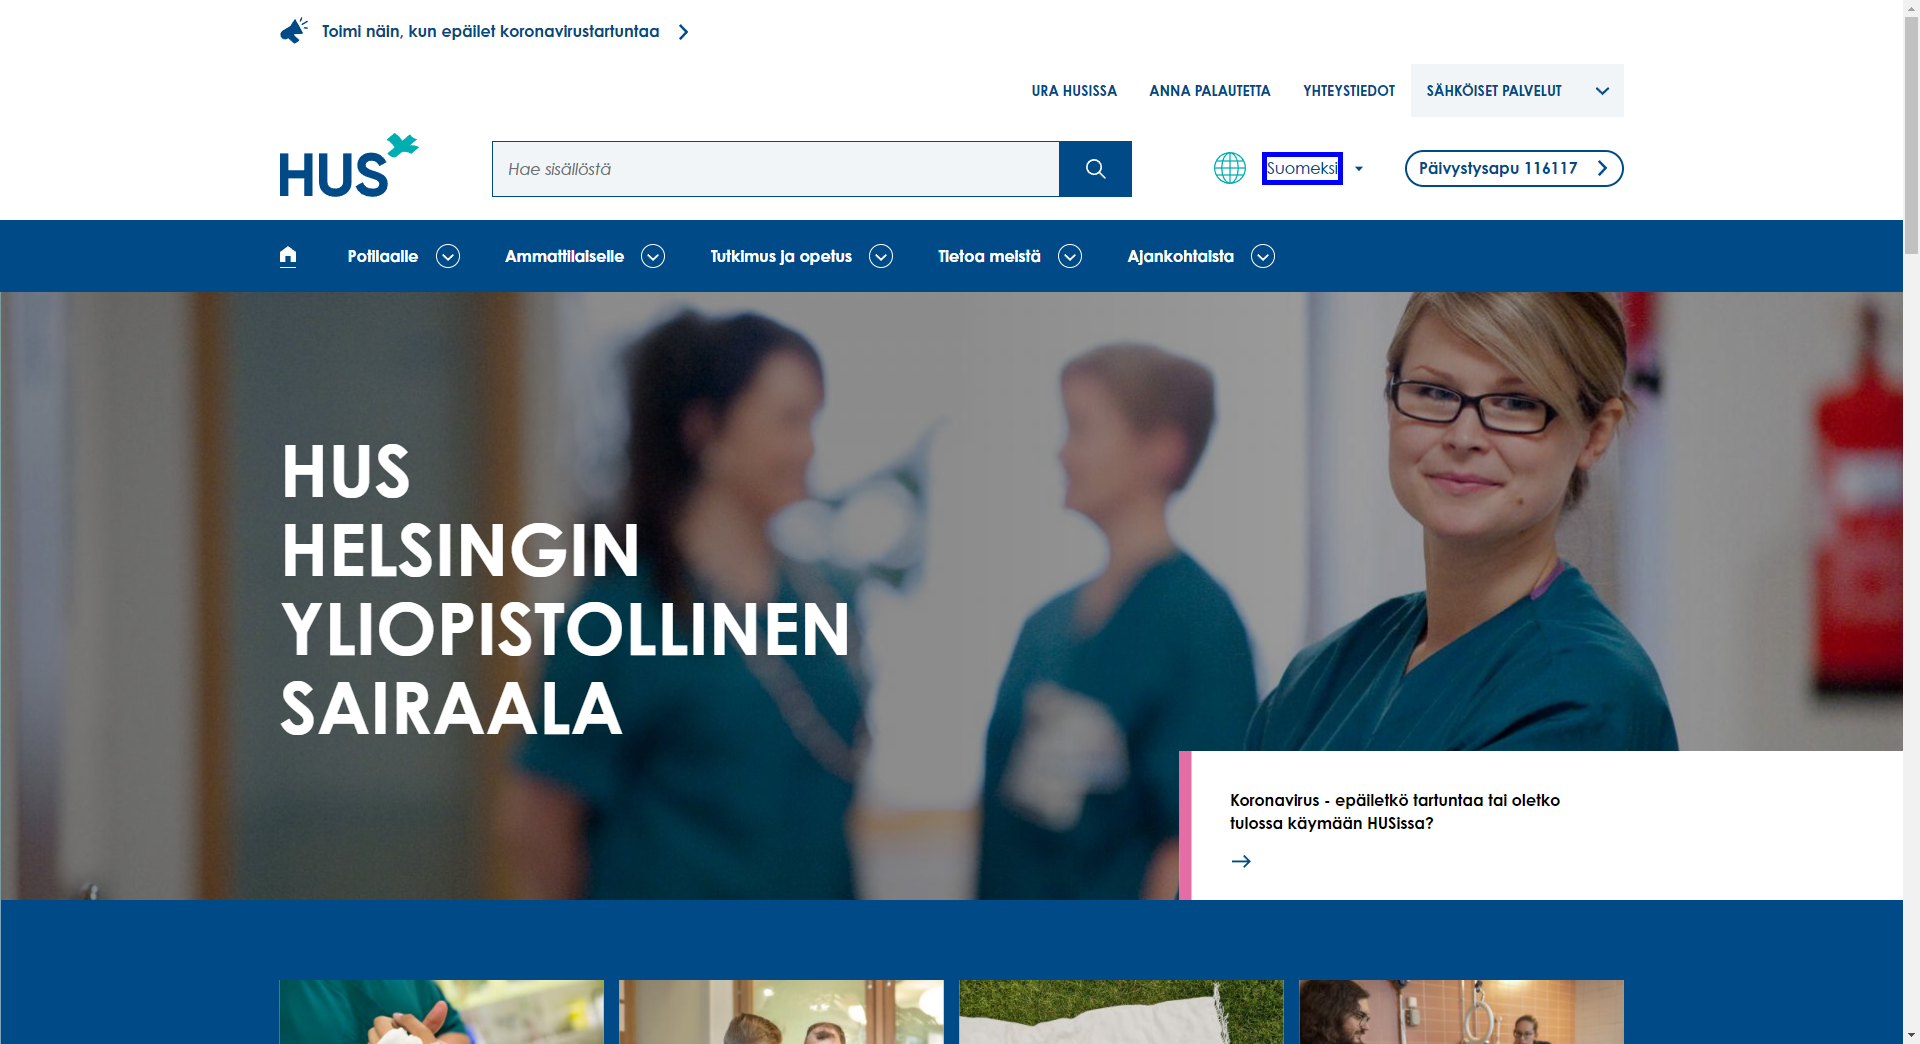 Toimi näin, kun epäilet koronavirustartuntaa
URA HUSISSA
ANNA PALAUTETTA
YHTEYSTIEDOT
SÄHKÖISET PALVELUT
HUS
Hae sisällöstä
Suomeksi
Päivystysapu 116117
Potilaalle
Ammattilaiselle
Tutkimus ja opetus
Tietoa meistä
Ajankohtaista
HUS
HELSINGIN
YLIOPISTOLLINEN
SAIRAALA
Koronavirus - epäiletkö tartuntaa tai oletko
tulossa käymään HUSissa?